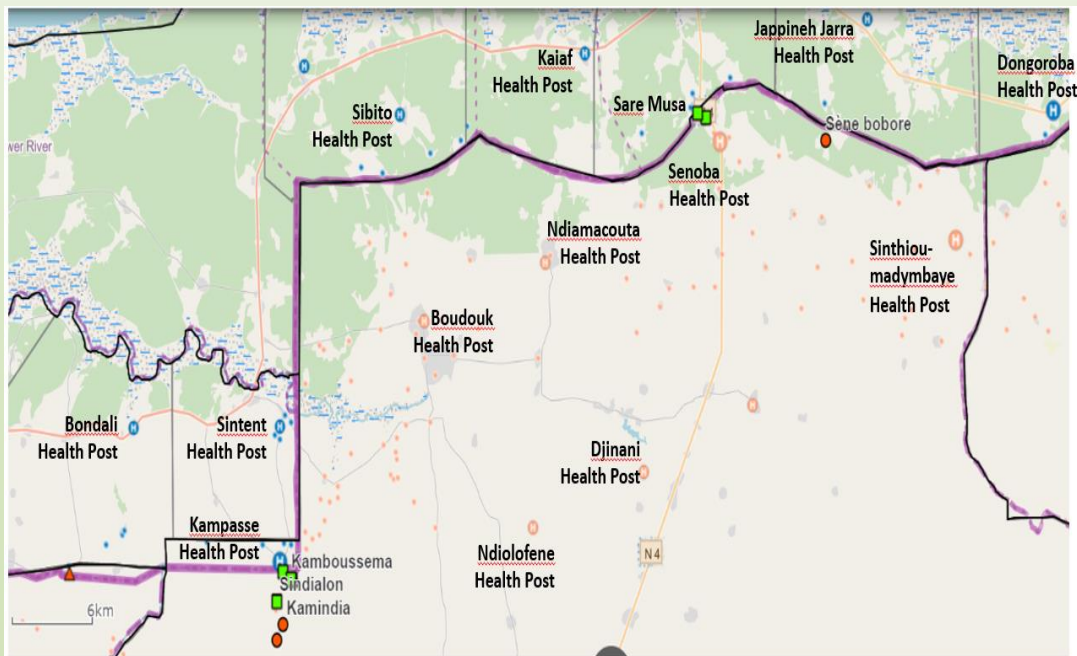 Jappineh Jarra
Health Post
Kaiaf
Health Post
Dongoroba
Health Post
Sibito
Health Post
Sare Musa
Sène bobore
wer River
Senoba
Health Post
Ndiamacouta
Health Post
Sinthiou-
madymbaye
Health Post
Boudouk
Health Post
Bondali
Health Post
Sintent
Health Post
Djinani
Health Post
Kampasse
Health Post
Kamboussema
Sindialon
Kamindia
Ndiolofene
Health Post
N4
6km
H
H
H
H
H
H
H
H
H
H
H
H
H
H